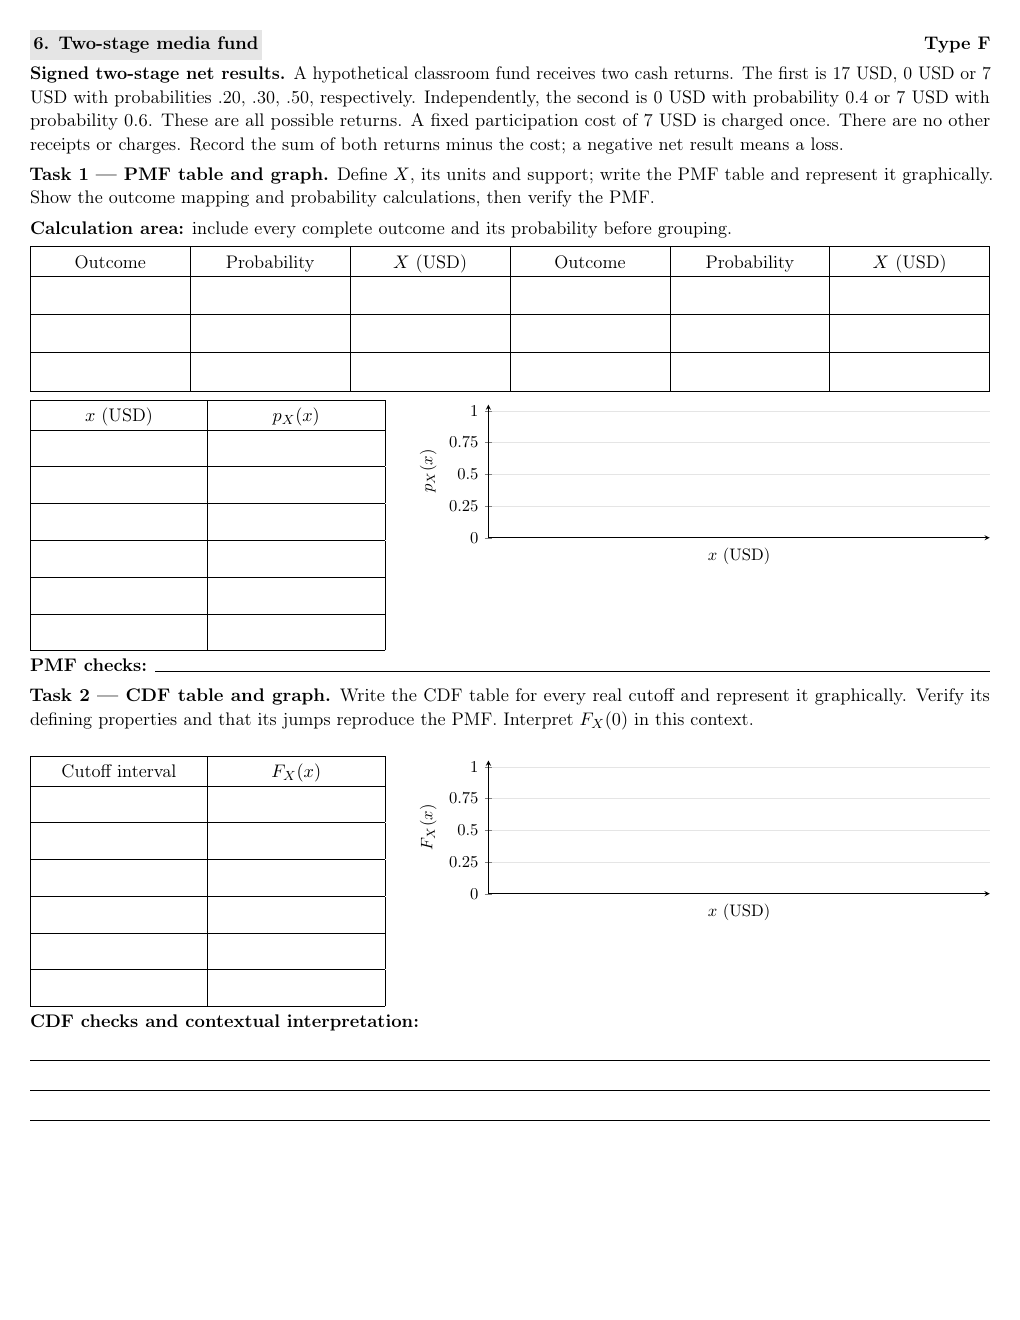 6. Two-stage media fund Type F
Signed two-stage net results. A hypothetical classroom fund receives two cash returns. The first is 17 USD, 0 USD or 7
USD with probabilities .20, .30, .50, respectively. Independently, the second is 0 USD with probability 0.4 or 7 USD with
probability 0.6. These are all possible returns. A fixed participation cost of 7 USD is charged once. There are no other
receipts or charges. Record the sum of both returns minus the cost; a negative net result means a loss.
Task 1 — PMF table and graph. Define X, its units and support; write the PMF table and represent it graphically.
Show the outcome mapping and probability calculations, then verify the PMF.
Calculation area: include every complete outcome and its probability before grouping.
Outcome Probability X (USD) Outcome Probability X (USD)
x (USD) p_X(x)
1
0.75
0.5
0.25
0
p_X(x)
x (USD)
PMF checks:
Task 2 — CDF table and graph. Write the CDF table for every real cutoff and represent it graphically. Verify its
defining properties and that its jumps reproduce the PMF. Interpret F_X(0) in this context.
Cutoff interval F_X(x)
1
0.75
0.5
0.25
0
F_X(x)
x (USD)
CDF checks and contextual interpretation: